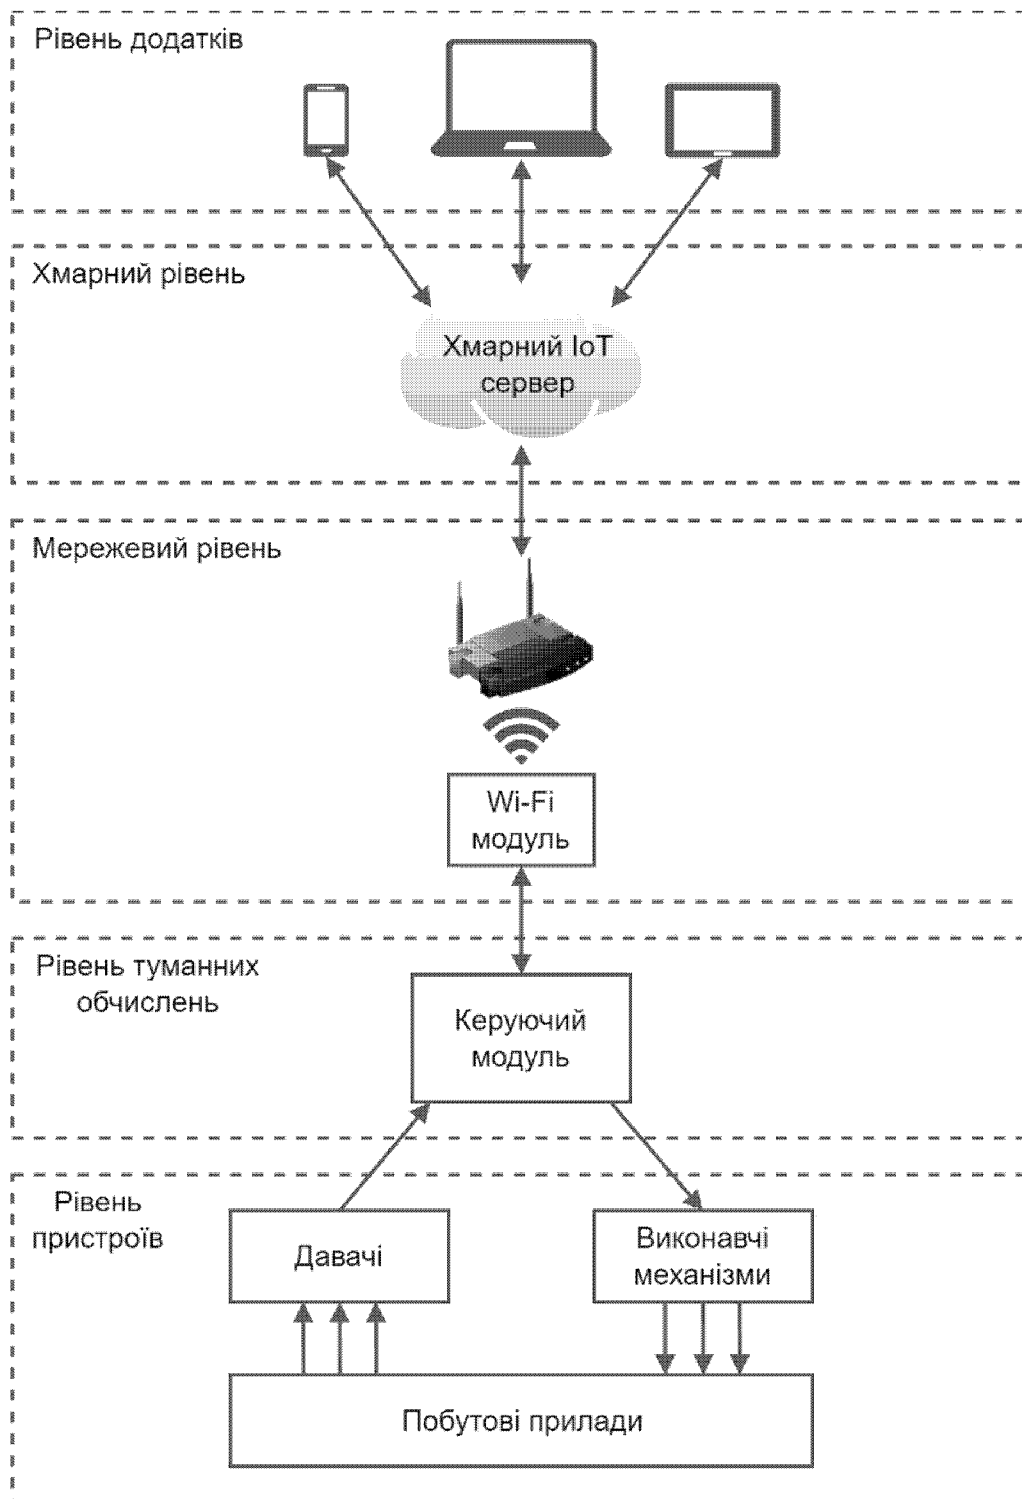 Рівень додатків
Хмарний рівень
Хмарний IoT
сервер
Мережевий рівень
Wi-Fi
модуль
Рівень туманних
обчислень
Керуючий
модуль
Рівень
пристроїв
Давачі
Виконавчі
механізми
Побутові прилади